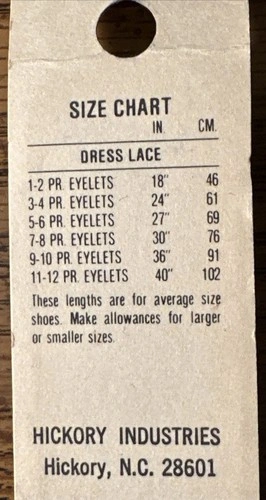 SIZE CHART
IN. CM.
DRESS LACE
1-2 PR. EYELETS 18" 46
3-4 PR. EYELETS 24" 61
5-6 PR. EYELETS 27" 69
7-8 PR. EYELETS 30" 76
9-10 PR. EYELETS 36" 91
11-12 PR. EYELETS 40" 102
These lengths are for average size
shoes. Make allowances for larger
or smaller sizes.
HICKORY INDUSTRIES
Hickory, N.C. 28601